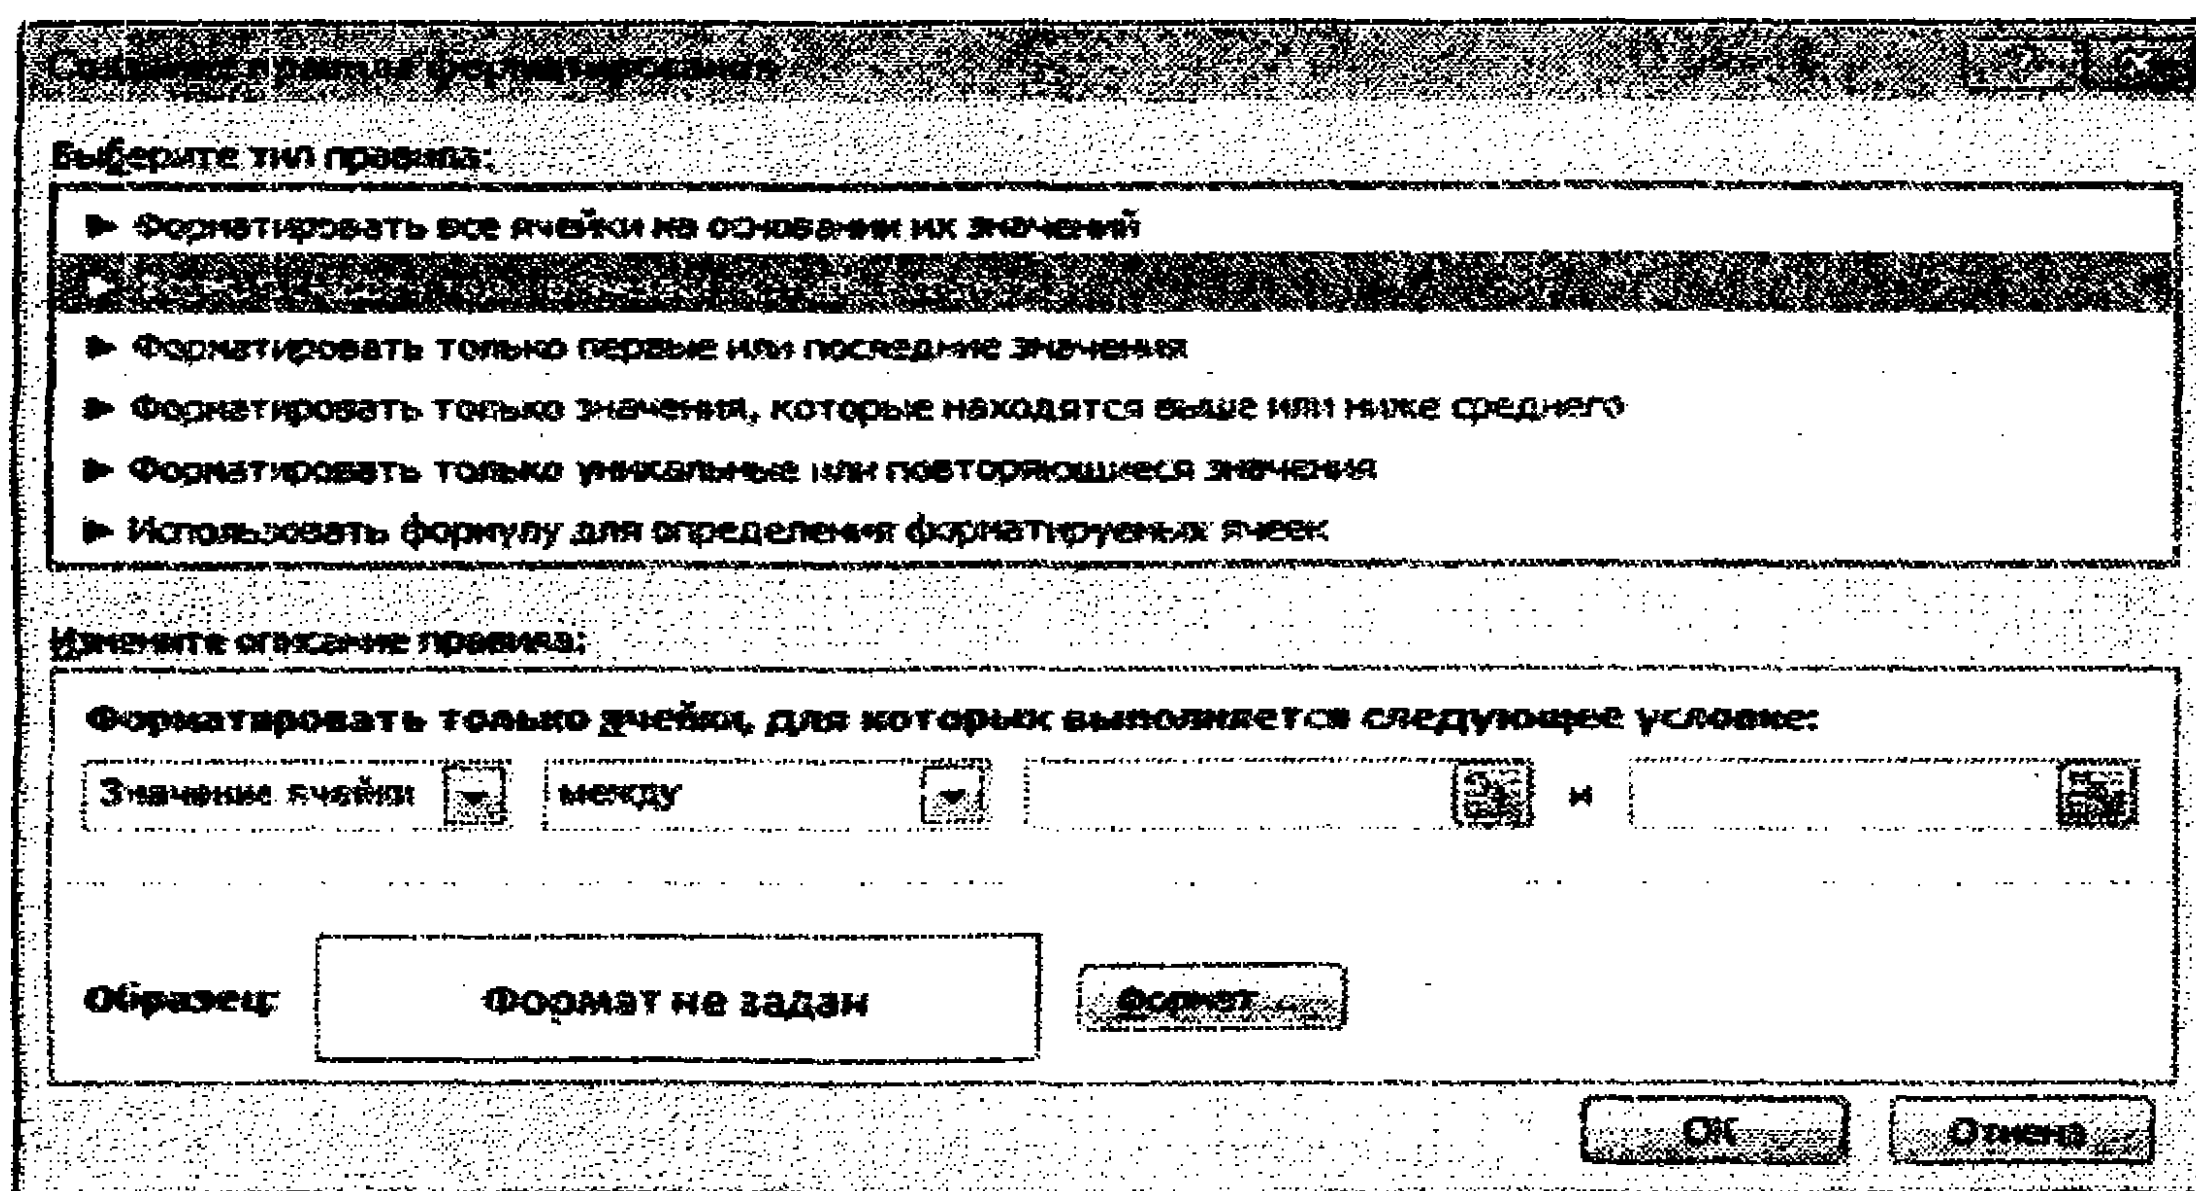 Создание правила форматирования
Выберите тип правила:
► Форматировать все ячейки на основании их значений
► Форматировать только первые или последние значения
► Форматировать только значения, которые находятся выше или ниже среднего
► Форматировать только уникальные или повторяющиеся значения
► Использовать формулу для определения форматируемых ячеек
Измените описание правила:
Форматировать только ячейки, для которых выполняется следующее условие:
Значение ячейки между и
Образец: Формат не задан Формат...
ОК Отмена